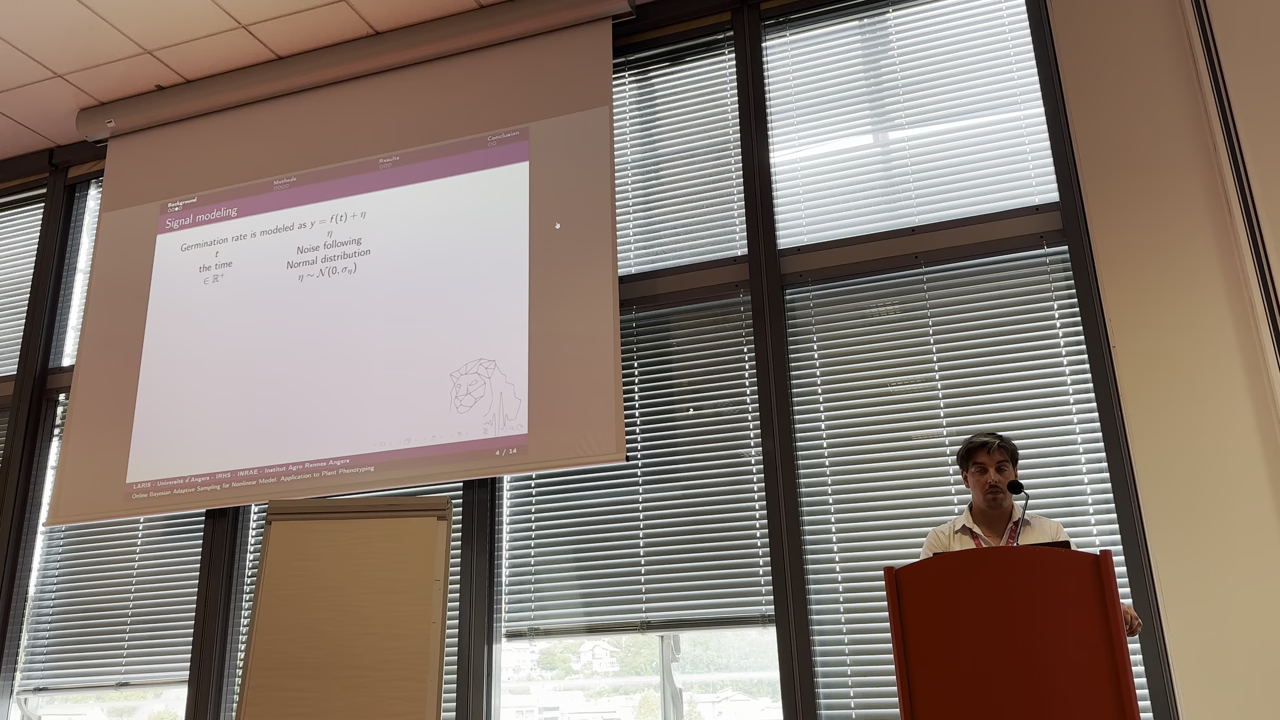 Background
Methods
Results
Conclusion
Signal modeling
Germination rate is modeled as y = f(t) + η
t
the time
∈ ℝ⁺
η
Noise following
Normal distribution
η ∼ 𝒩(0, σ_η)
4 / 14
LARIS - Université d'Angers - IRHS - INRAE - Institut Agro Rennes Angers
Online Bayesian Adaptive Sampling for Nonlinear Model. Application to Plant Phenotyping